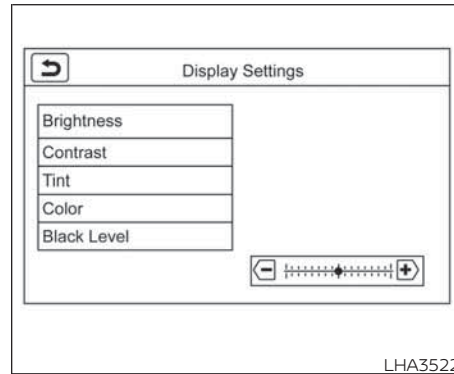 Display Settings
Brightness
Contrast
Tint
Color
Black Level
LHA3522